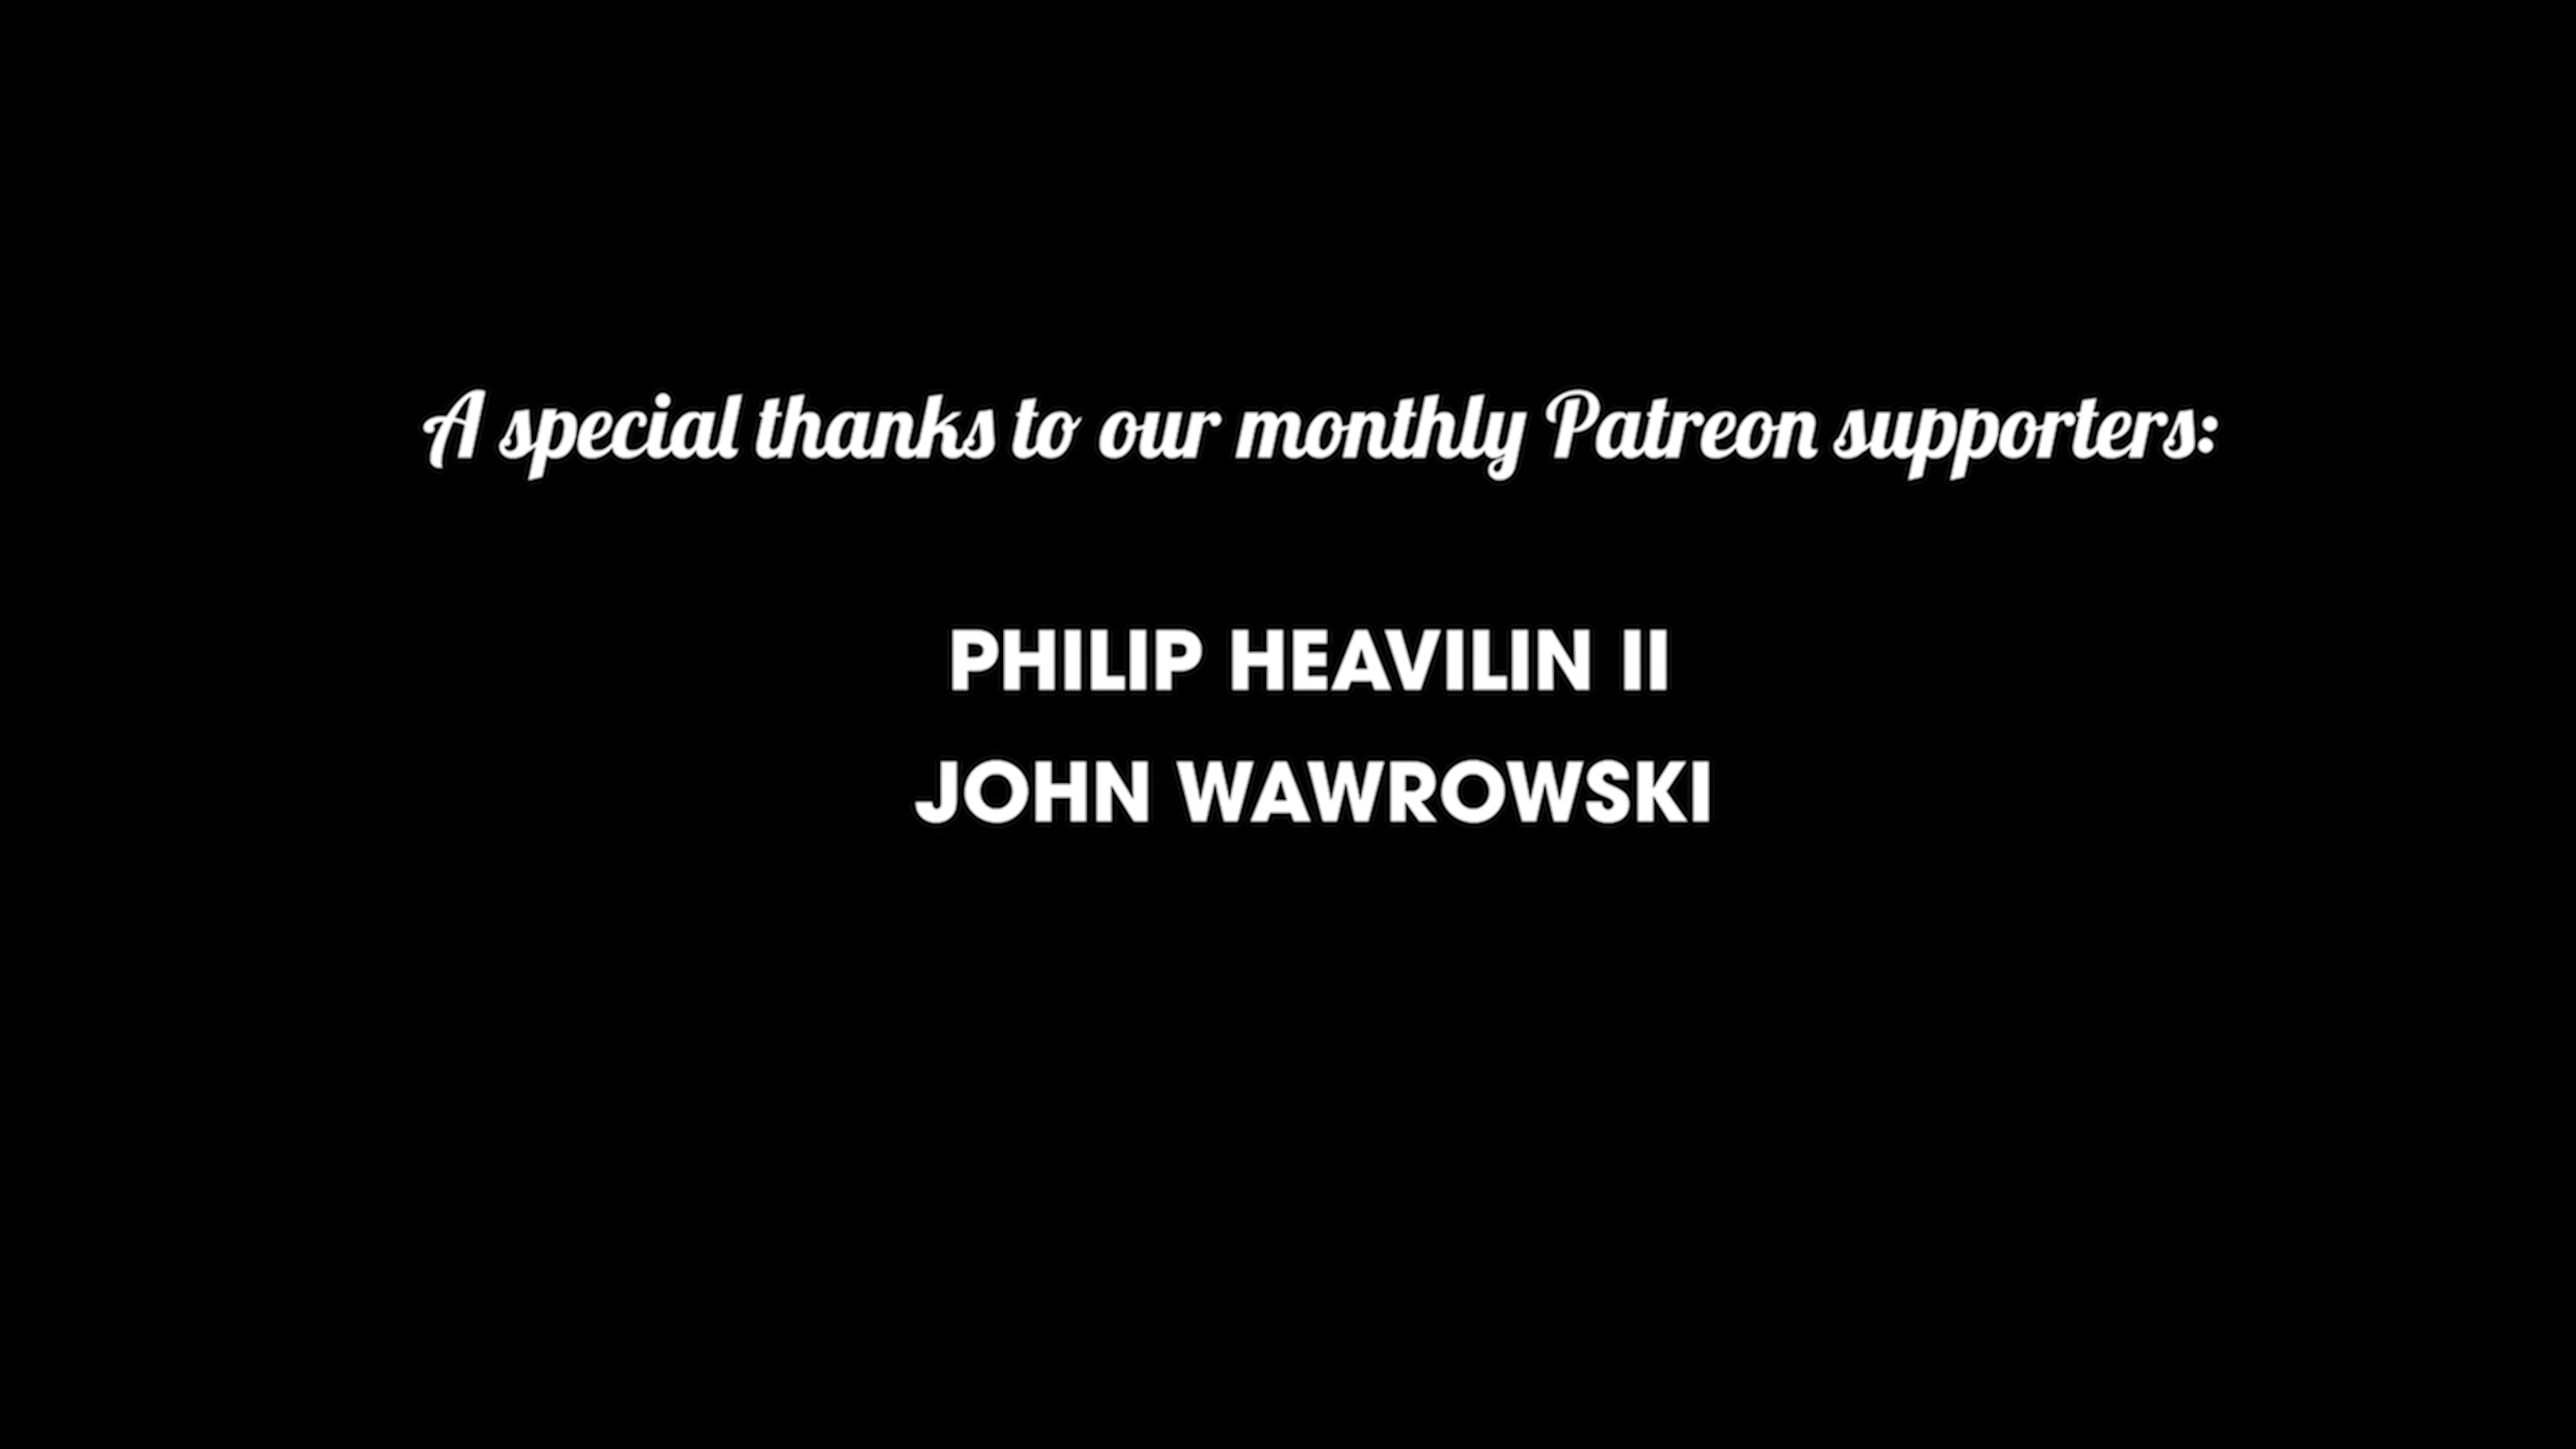 A special thanks to our monthly Patreon supporters:
PHILIP HEAVILIN II
JOHN WAWROWSKI